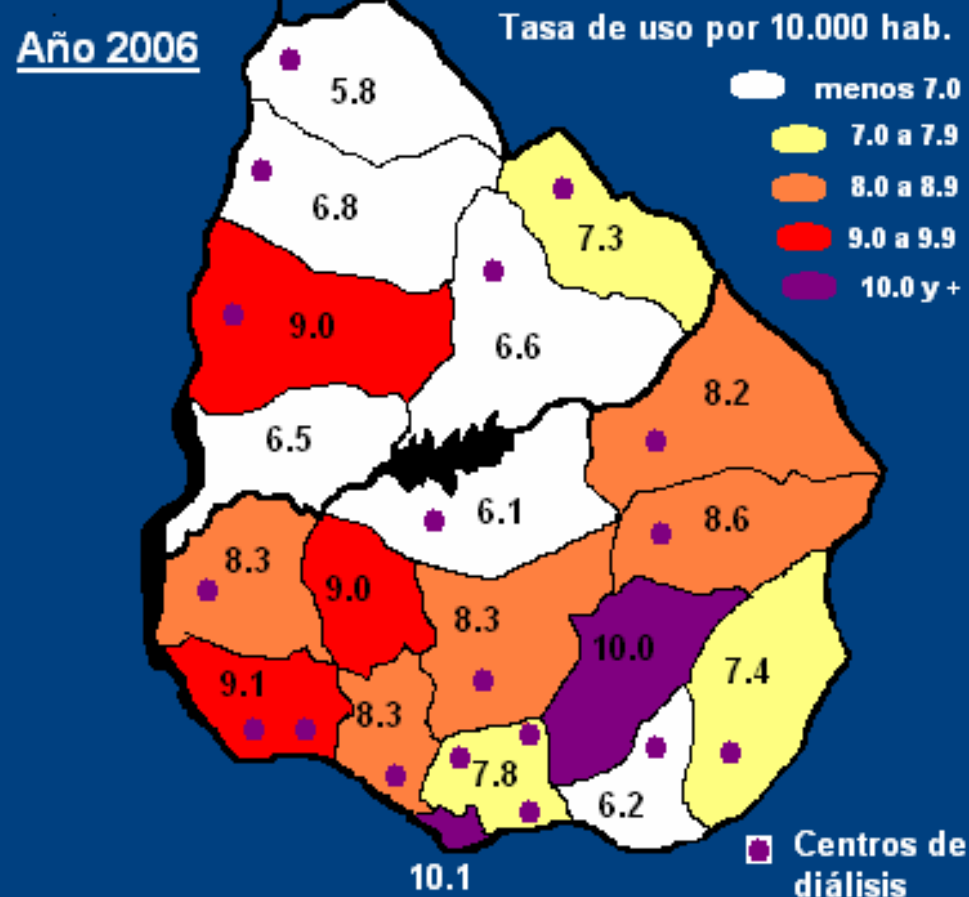 Año 2006
Tasa de uso por 10.000 hab.
menos 7.0
7.0 a 7.9
8.0 a 8.9
9.0 a 9.9
10.0 y +
5.8
6.8
7.3
9.0
6.6
8.2
6.5
6.1
8.6
8.3
9.0
8.3
10.0
7.4
9.1
8.3
7.8
6.2
10.1
Centros de
diálisis